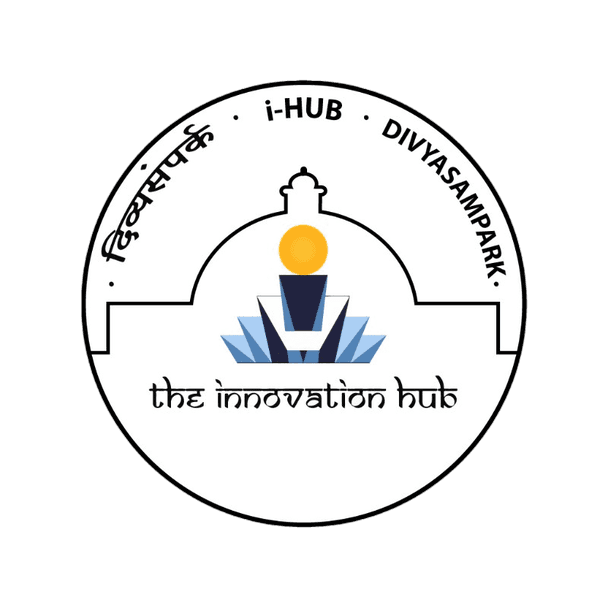 · दिव्यसंपर्क · i-HUB · DIVYASAMPARK ·
the innovation hub